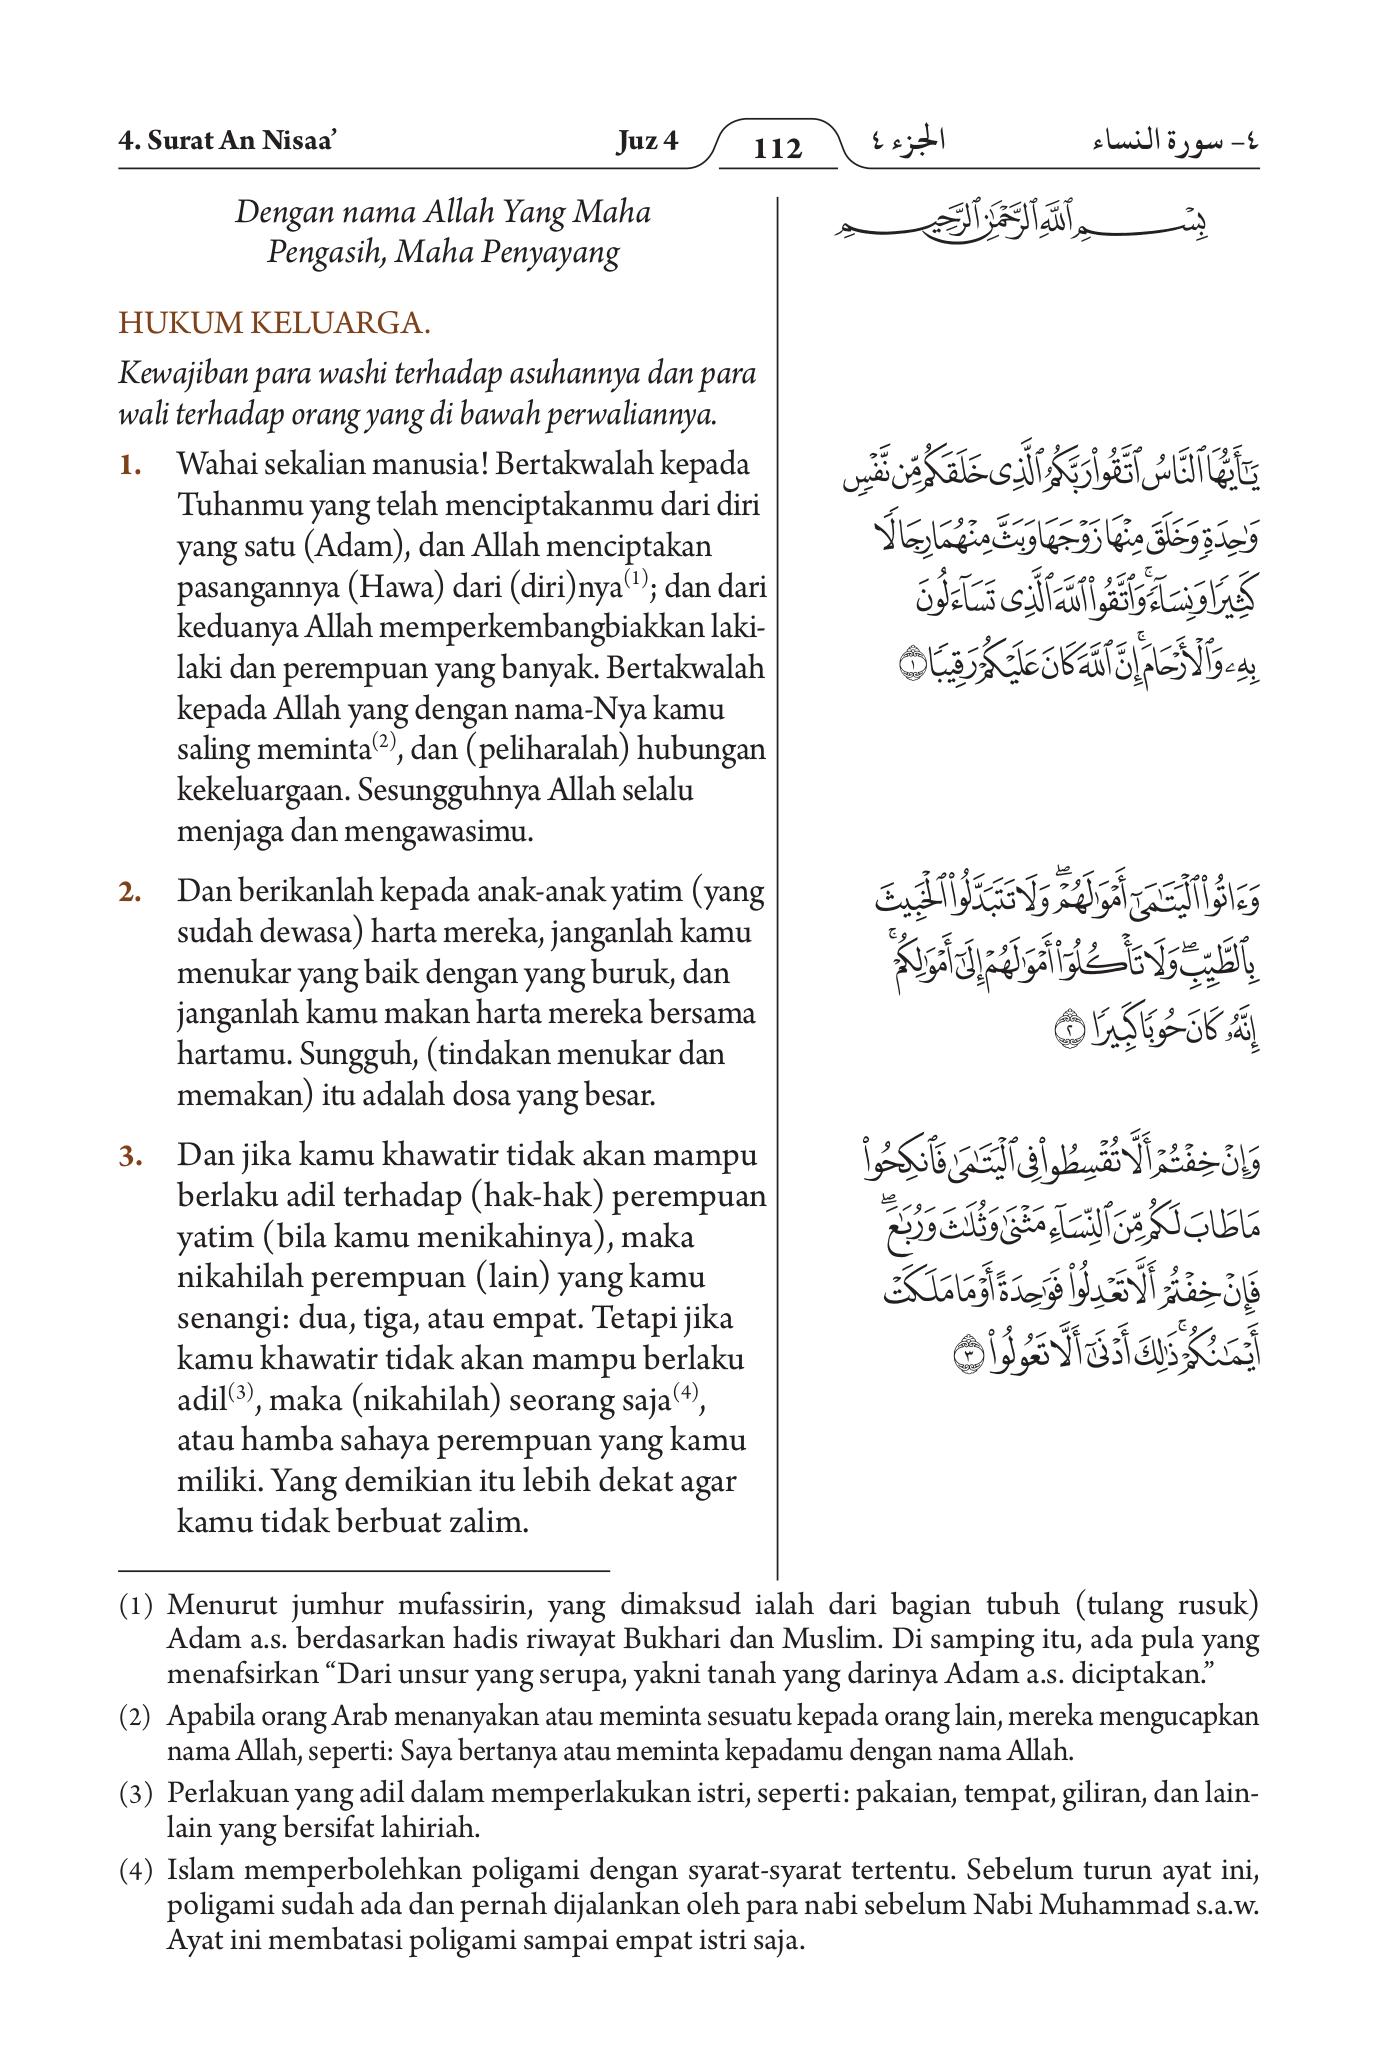 4. Surat An Nisaa’ Juz 4 112 الجزء ٤ ٤- سورة النساء
Dengan nama Allah Yang Maha
Pengasih, Maha Penyayang
HUKUM KELUARGA.
Kewajiban para washi terhadap asuhannya dan para
wali terhadap orang yang di bawah perwaliannya.
1. Wahai sekalian manusia! Bertakwalah kepada
Tuhanmu yang telah menciptakanmu dari diri
yang satu (Adam), dan Allah menciptakan
pasangannya (Hawa) dari (diri)nya(1); dan dari
keduanya Allah memperkembangbiakkan laki-
laki dan perempuan yang banyak. Bertakwalah
kepada Allah yang dengan nama-Nya kamu
saling meminta(2), dan (peliharalah) hubungan
kekeluargaan. Sesungguhnya Allah selalu
menjaga dan mengawasimu.
2. Dan berikanlah kepada anak-anak yatim (yang
sudah dewasa) harta mereka, janganlah kamu
menukar yang baik dengan yang buruk, dan
janganlah kamu makan harta mereka bersama
hartamu. Sungguh, (tindakan menukar dan
memakan) itu adalah dosa yang besar.
3. Dan jika kamu khawatir tidak akan mampu
berlaku adil terhadap (hak-hak) perempuan
yatim (bila kamu menikahinya), maka
nikahilah perempuan (lain) yang kamu
senangi: dua, tiga, atau empat. Tetapi jika
kamu khawatir tidak akan mampu berlaku
adil(3), maka (nikahilah) seorang saja(4),
atau hamba sahaya perempuan yang kamu
miliki. Yang demikian itu lebih dekat agar
kamu tidak berbuat zalim.
بِسْمِ ٱللَّهِ ٱلرَّحْمَٰنِ ٱلرَّحِيمِ
يَٰٓأَيُّهَا ٱلنَّاسُ ٱتَّقُوا۟ رَبَّكُمُ ٱلَّذِى خَلَقَكُم مِّن نَّفْسٍ
وَٰحِدَةٍ وَخَلَقَ مِنْهَا زَوْجَهَا وَبَثَّ مِنْهُمَا رِجَالًا
كَثِيرًا وَنِسَآءً ۚ وَٱتَّقُوا۟ ٱللَّهَ ٱلَّذِى تَسَآءَلُونَ
بِهِۦ وَٱلْأَرْحَامَ ۚ إِنَّ ٱللَّهَ كَانَ عَلَيْكُمْ رَقِيبًا ١
وَءَاتُوا۟ ٱلْيَتَٰمَىٰٓ أَمْوَٰلَهُمْ ۖ وَلَا تَتَبَدَّلُوا۟ ٱلْخَبِيثَ
بِٱلطَّيِّبِ ۖ وَلَا تَأْكُلُوٓا۟ أَمْوَٰلَهُمْ إِلَىٰٓ أَمْوَٰلِكُمْ ۚ
إِنَّهُۥ كَانَ حُوبًا كَبِيرًا ٢
وَإِنْ خِفْتُمْ أَلَّا تُقْسِطُوا۟ فِى ٱلْيَتَٰمَىٰ فَٱنكِحُوا۟
مَا طَابَ لَكُم مِّنَ ٱلنِّسَآءِ مَثْنَىٰ وَثُلَٰثَ وَرُبَٰعَ ۖ
فَإِنْ خِفْتُمْ أَلَّا تَعْدِلُوا۟ فَوَٰحِدَةً أَوْ مَا مَلَكَتْ
أَيْمَٰنُكُمْ ۚ ذَٰلِكَ أَدْنَىٰٓ أَلَّا تَعُولُوا۟ ٣
(1) Menurut jumhur mufassirin, yang dimaksud ialah dari bagian tubuh (tulang rusuk)
Adam a.s. berdasarkan hadis riwayat Bukhari dan Muslim. Di samping itu, ada pula yang
menafsirkan “Dari unsur yang serupa, yakni tanah yang darinya Adam a.s. diciptakan.”
(2) Apabila orang Arab menanyakan atau meminta sesuatu kepada orang lain, mereka mengucapkan
nama Allah, seperti: Saya bertanya atau meminta kepadamu dengan nama Allah.
(3) Perlakuan yang adil dalam memperlakukan istri, seperti: pakaian, tempat, giliran, dan lain-
lain yang bersifat lahiriah.
(4) Islam memperbolehkan poligami dengan syarat-syarat tertentu. Sebelum turun ayat ini,
poligami sudah ada dan pernah dijalankan oleh para nabi sebelum Nabi Muhammad s.a.w.
Ayat ini membatasi poligami sampai empat istri saja.